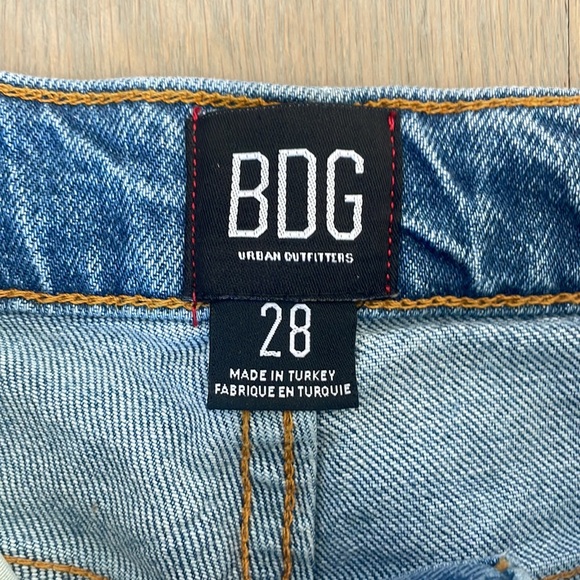 BDG
URBAN OUTFITTERS
28
MADE IN TURKEY
FABRIQUE EN TURQUIE